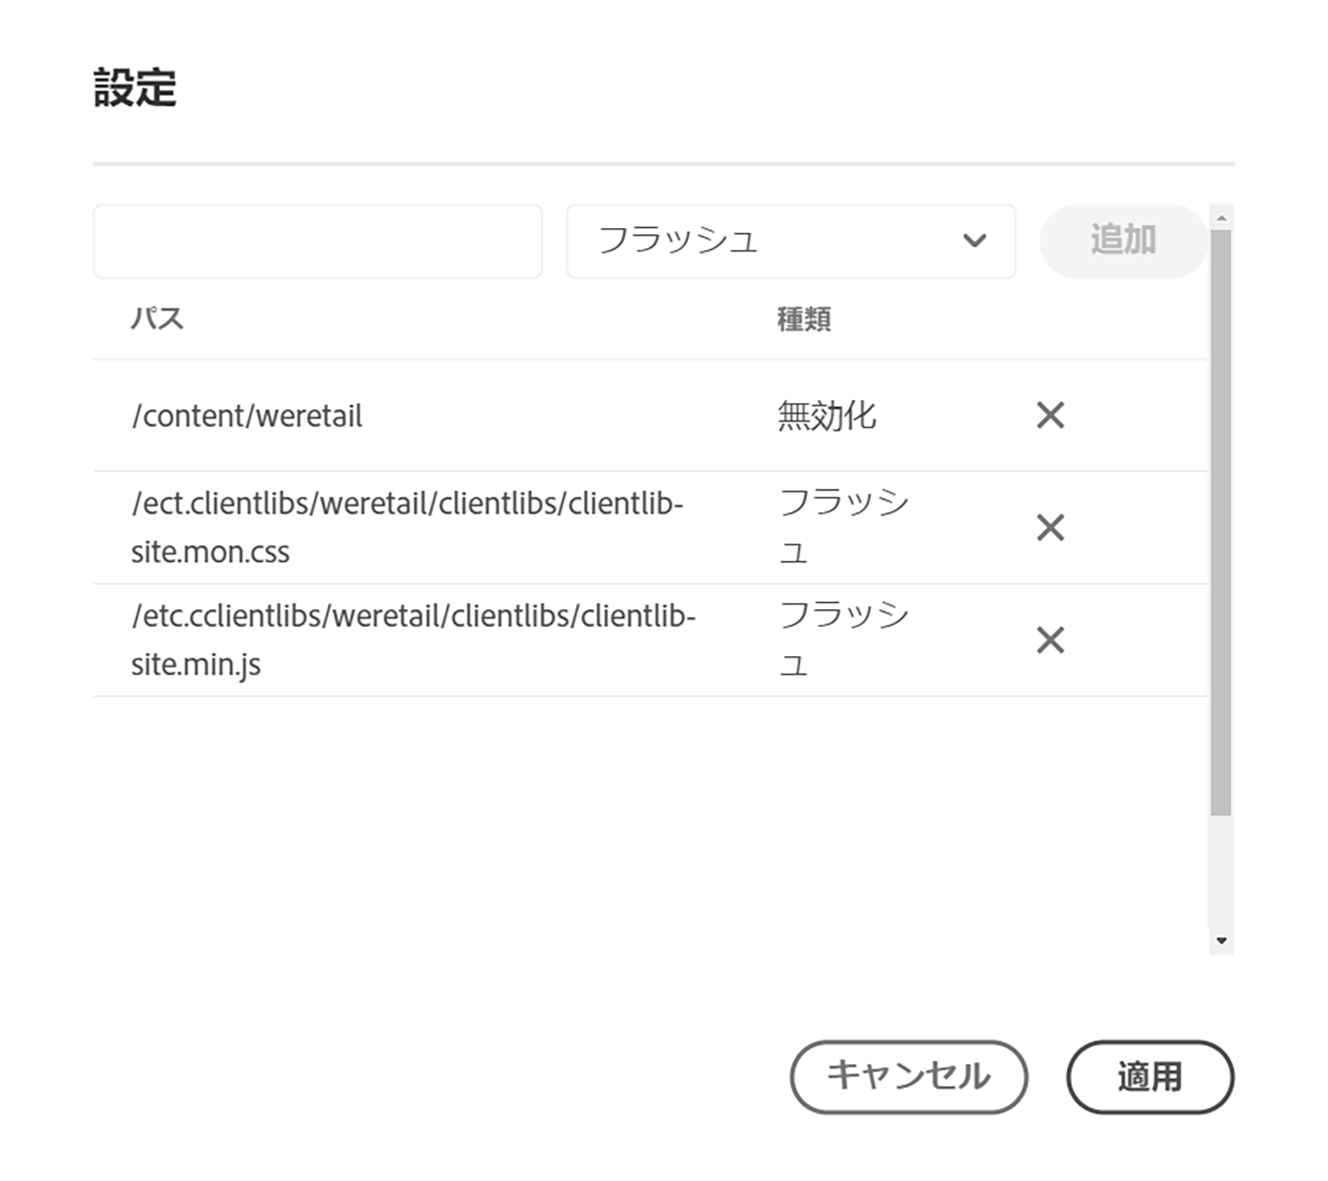 設定
フラッシュ
追加
パス 種類
/content/weretail 無効化
/ect.clientlibs/weretail/clientlibs/clientlib- フラッシ
site.mon.css ュ
/etc.cclientlibs/weretail/clientlibs/clientlib- フラッシ
site.min.js ュ
キャンセル 適用